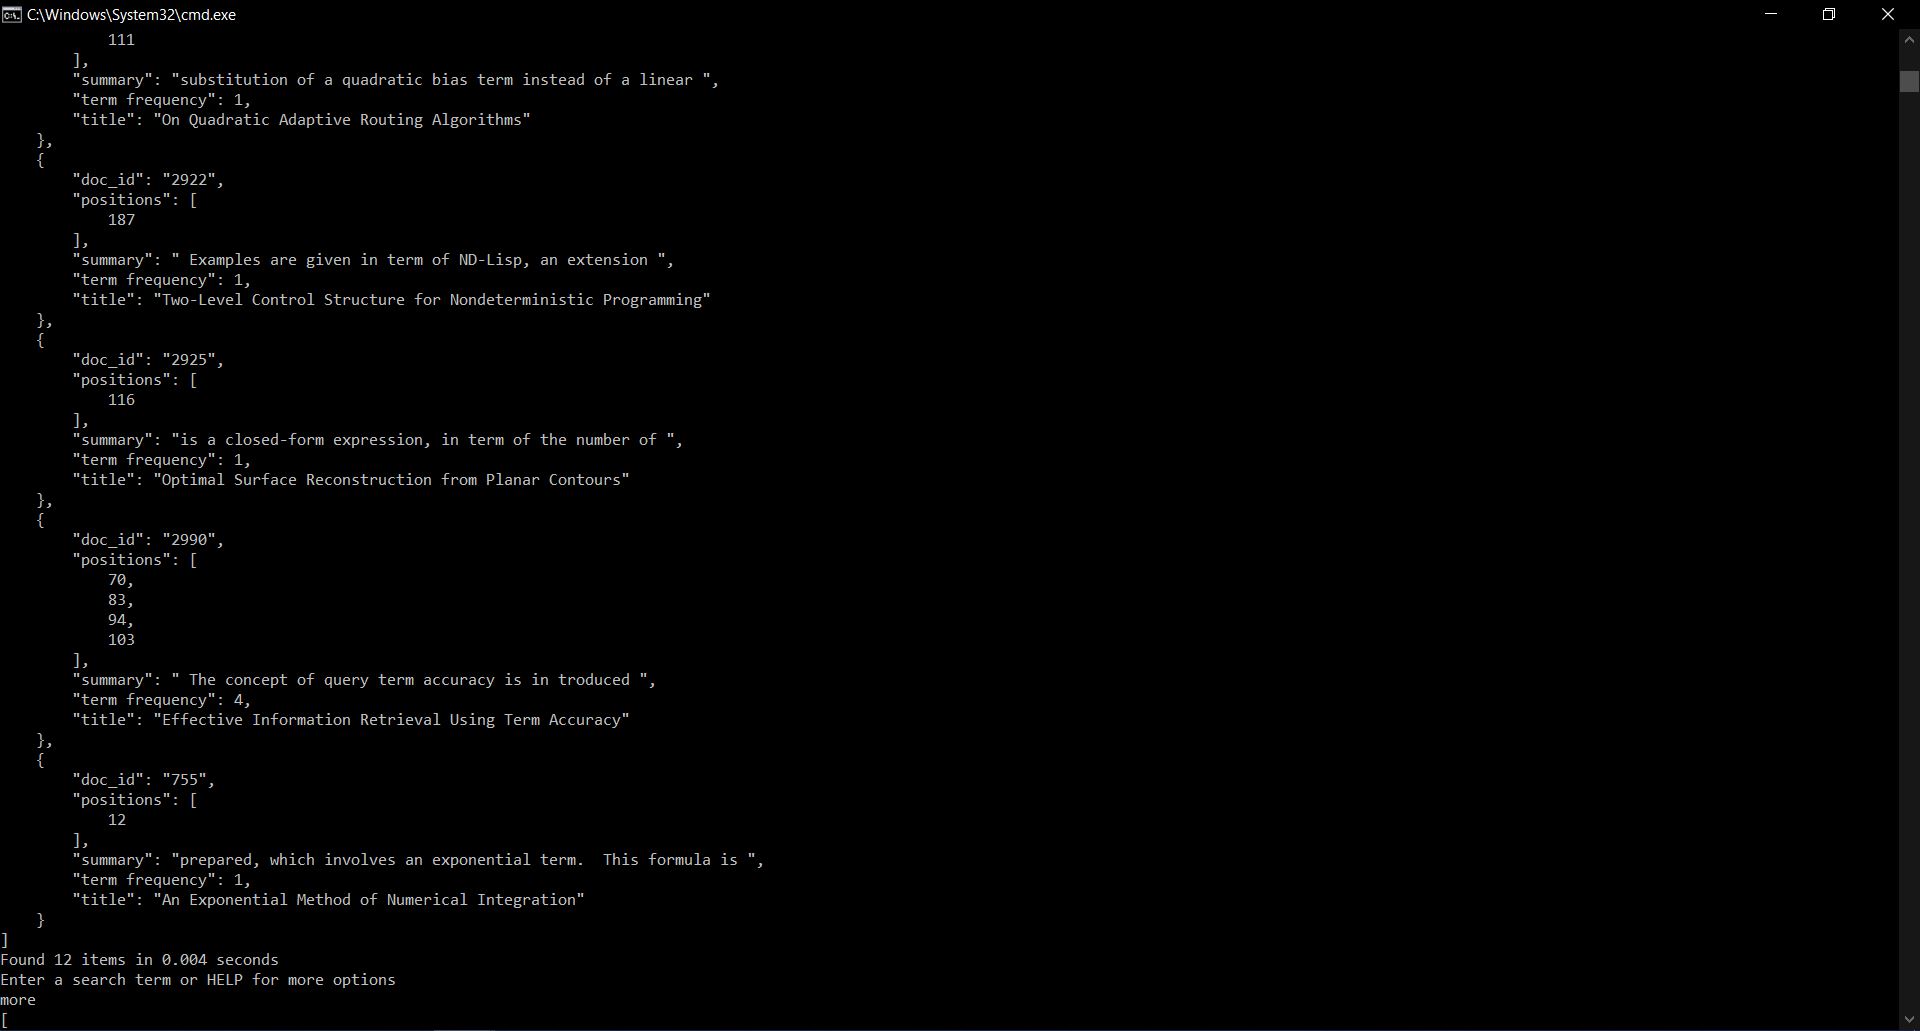 C:\Windows\System32\cmd.exe
111
],
"summary": "substitution of a quadratic bias term instead of a linear ",
"term frequency": 1,
"title": "On Quadratic Adaptive Routing Algorithms"
},
{
"doc_id": "2922",
"positions": [
187
],
"summary": " Examples are given in term of ND-Lisp, an extension ",
"term frequency": 1,
"title": "Two-Level Control Structure for Nondeterministic Programming"
},
{
"doc_id": "2925",
"positions": [
116
],
"summary": "is a closed-form expression, in term of the number of ",
"term frequency": 1,
"title": "Optimal Surface Reconstruction from Planar Contours"
},
{
"doc_id": "2990",
"positions": [
70,
83,
94,
103
],
"summary": " The concept of query term accuracy is in troduced ",
"term frequency": 4,
"title": "Effective Information Retrieval Using Term Accuracy"
},
{
"doc_id": "755",
"positions": [
12
],
"summary": "prepared, which involves an exponential term.  This formula is ",
"term frequency": 1,
"title": "An Exponential Method of Numerical Integration"
}
]
Found 12 items in 0.004 seconds
Enter a search term or HELP for more options
more
[